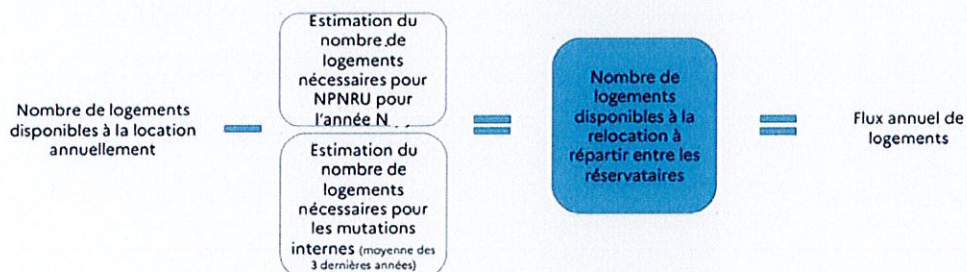 Nombre de logements
disponibles à la location
annuellement
Estimation du
nombre de
logements
nécessaires pour
NPNRU pour
l'année N
Estimation du
nombre de
logements
nécessaires pour
les mutations
internes (moyenne des
3 dernières années)
Nombre de
logements
disponibles à la
relocation à
répartir entre les
réservataires
Flux annuel de
logements